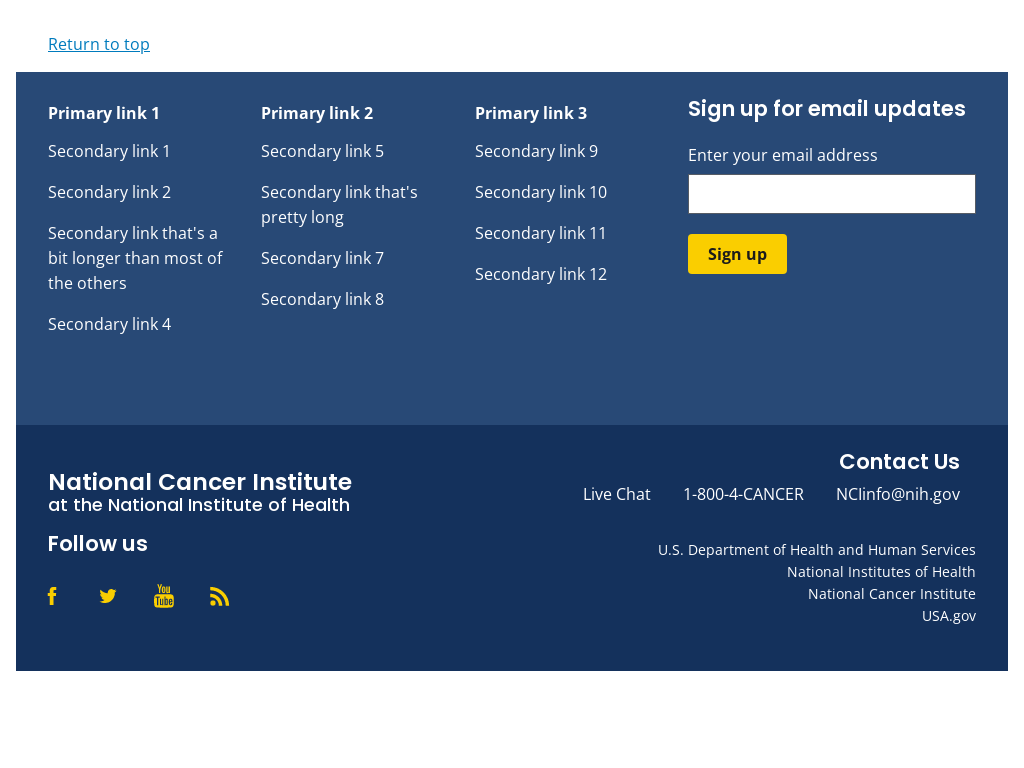 Return to top
Primary link 1
Secondary link 1
Secondary link 2
Secondary link that's a
bit longer than most of
the others
Secondary link 4
Primary link 2
Secondary link 5
Secondary link that's
pretty long
Secondary link 7
Secondary link 8
Primary link 3
Secondary link 9
Secondary link 10
Secondary link 11
Secondary link 12
Sign up for email updates
Enter your email address
Sign up
National Cancer Institute
at the National Institute of Health
Follow us
You
Tube
Contact Us
Live Chat 1-800-4-CANCER NCIinfo@nih.gov
U.S. Department of Health and Human Services
National Institutes of Health
National Cancer Institute
USA.gov